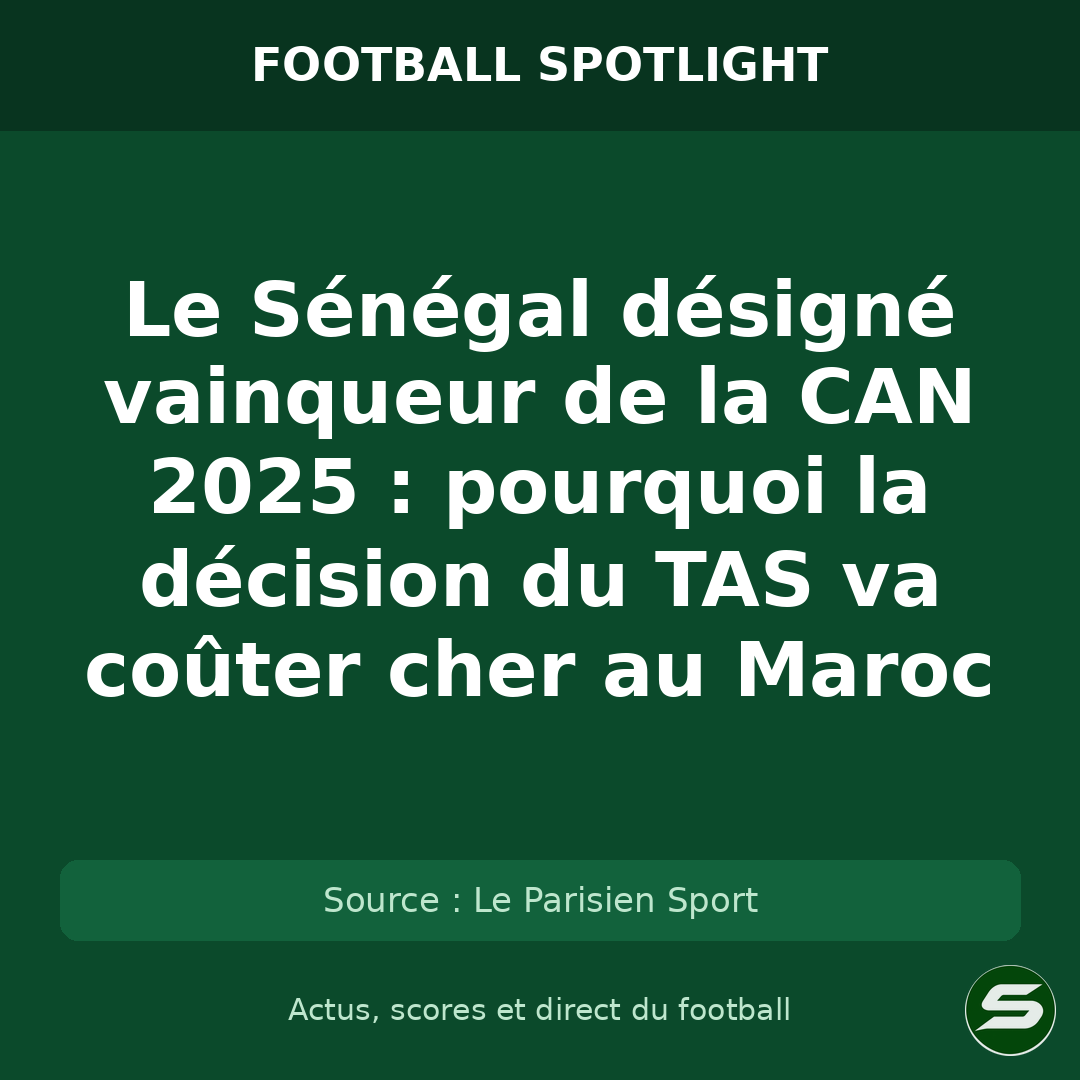 FOOTBALL SPOTLIGHT
Le Sénégal désigné
vainqueur de la CAN
2025 : pourquoi la
décision du TAS va
coûter cher au Maroc
Source : Le Parisien Sport
Actus, scores et direct du football
S